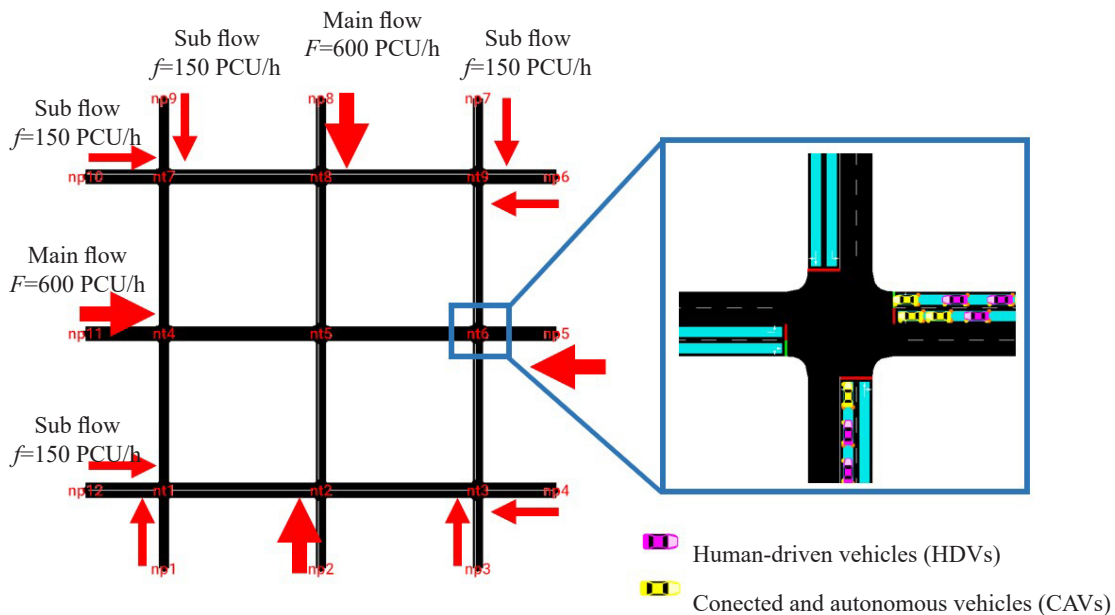 Main flow
F=600 PCU/h
Sub flow
f=150 PCU/h
Sub flow
f=150 PCU/h
Sub flow
f=150 PCU/h
np9
np8
np7
np10
nt7
nt8
nt9
np6
Main flow
F=600 PCU/h
np11
nt4
nt5
nt6
np5
Sub flow
f=150 PCU/h
np12
nt1
nt2
nt3
np4
np1
np2
np3
Human-driven vehicles (HDVs)
Conected and autonomous vehicles (CAVs)